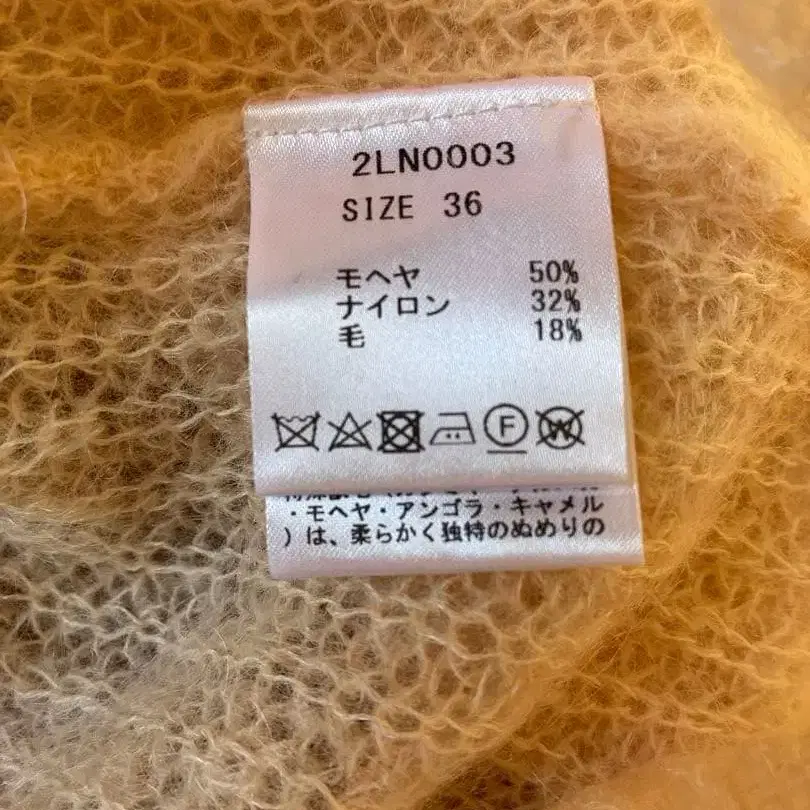 2LN0003
SIZE 36
モヘヤ 50%
ナイロン 32%
毛 18%
F
W
・モヘヤ・アンゴラ・キャメル
)は、柔らかく独特のぬめりの